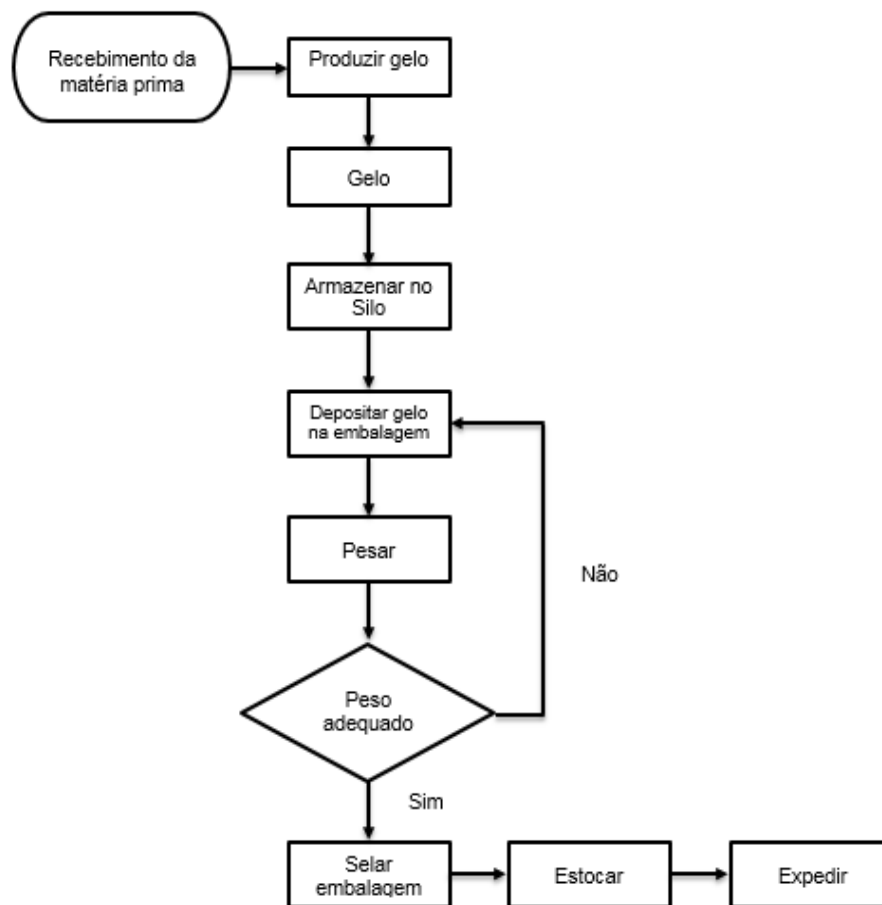 Recebimento da
matéria prima
Produzir gelo
Gelo
Armazenar no
Silo
Depositar gelo
na embalagem
Pesar
Não
Peso
adequado
Sim
Selar
embalagem
Estocar
Expedir